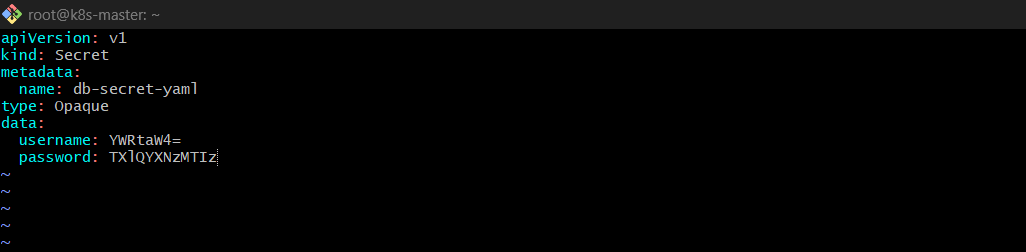 root@k8s-master: ~
apiVersion: v1
kind: Secret
metadata:
  name: db-secret-yaml
type: Opaque
data:
  username: YWRtaW4=
  password: TXlQYXNzMTIz
~
~
~
~
~